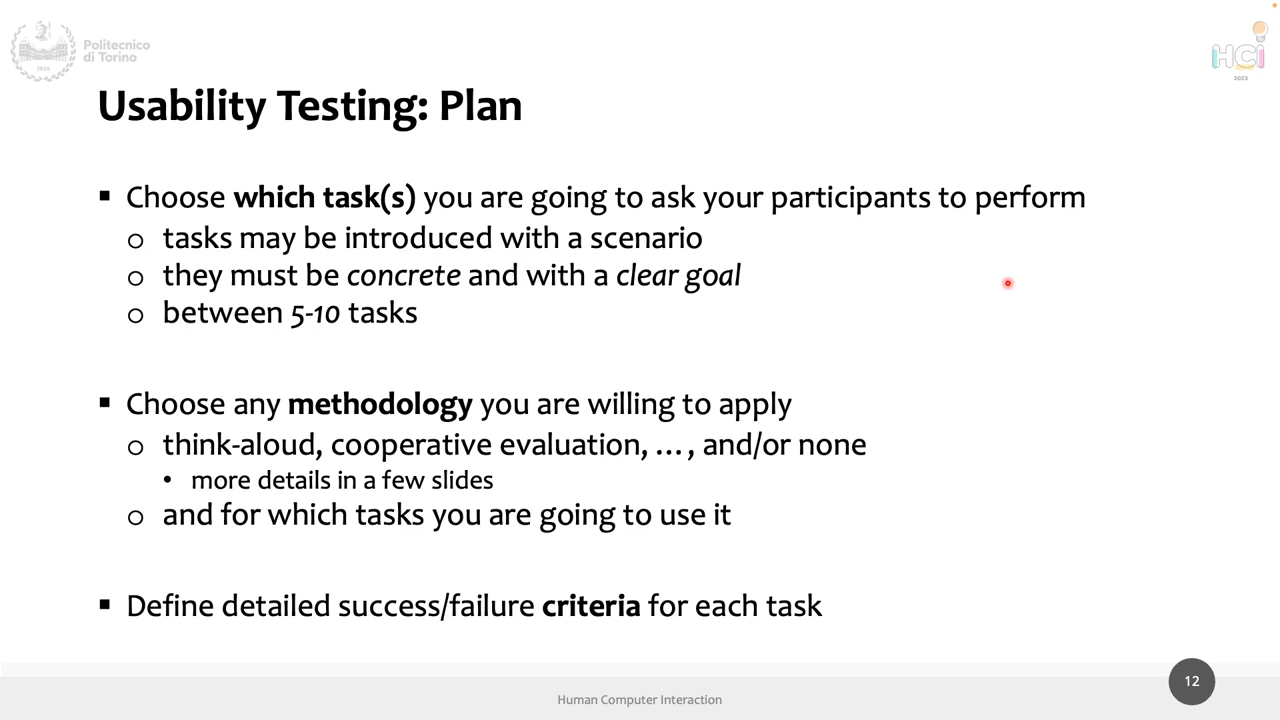 Politecnico
di Torino
1859
HCI
2023
Usability Testing: Plan
▪ Choose which task(s) you are going to ask your participants to perform
o tasks may be introduced with a scenario
o they must be concrete and with a clear goal
o between 5-10 tasks
▪ Choose any methodology you are willing to apply
o think-aloud, cooperative evaluation, …, and/or none
• more details in a few slides
o and for which tasks you are going to use it
▪ Define detailed success/failure criteria for each task
Human Computer Interaction
12